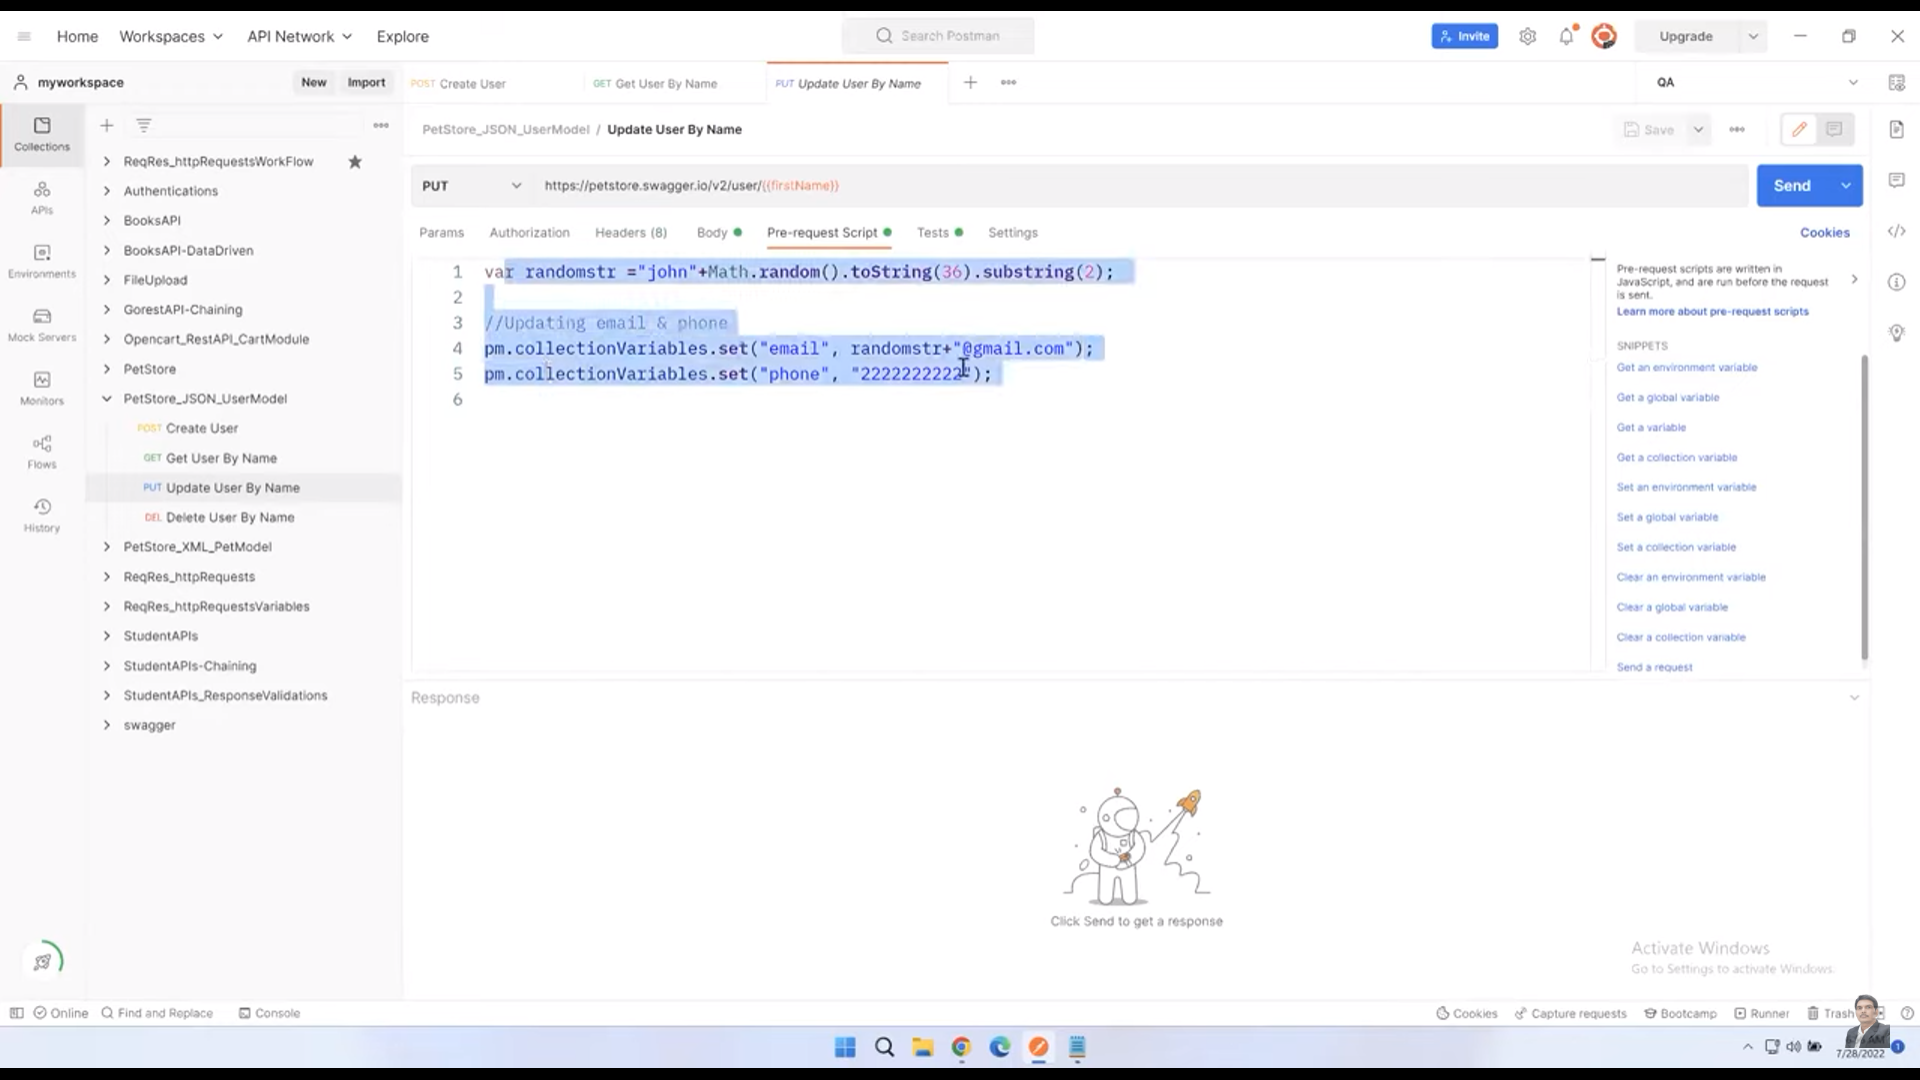 Home Workspaces API Network Explore Search Postman Invite Upgrade
myworkspace New Import POST Create User GET Get User By Name PUT Update User By Name QA
PetStore_JSON_UserModel / Update User By Name Save
PUT https://petstore.swagger.io/v2/user/{{firstName}} Send
Params Authorization Headers (8) Body Pre-request Script Tests Settings Cookies
Collections
APIs
Environments
Mock Servers
Monitors
Flows
History
ReqRes_httpRequestsWorkFlow
Authentications
BooksAPI
BooksAPI-DataDriven
FileUpload
GorestAPI-Chaining
Opencart_RestAPI_CartModule
PetStore
PetStore_JSON_UserModel
POST Create User
GET Get User By Name
PUT Update User By Name
DEL Delete User By Name
PetStore_XML_PetModel
ReqRes_httpRequests
ReqRes_httpRequestsVariables
StudentAPIs
StudentAPIs-Chaining
StudentAPIs_ResponseValidations
swagger
1 var randomstr ="john"+Math.random().toString(36).substring(2);
2
3 //Updating email & phone
4 pm.collectionVariables.set("email", randomstr+"@gmail.com");
5 pm.collectionVariables.set("phone", "2222222222");
6
Pre-request scripts are written in
JavaScript, and are run before the request
is sent.
Learn more about pre-request scripts
SNIPPETS
Get an environment variable
Get a global variable
Get a variable
Get a collection variable
Set an environment variable
Set a global variable
Set a collection variable
Clear an environment variable
Clear a global variable
Clear a collection variable
Send a request
Response
Click Send to get a response
Activate Windows
Go to Settings to activate Windows.
Online Find and Replace Console Cookies Capture requests Bootcamp Runner Trash
7/28/2022 1